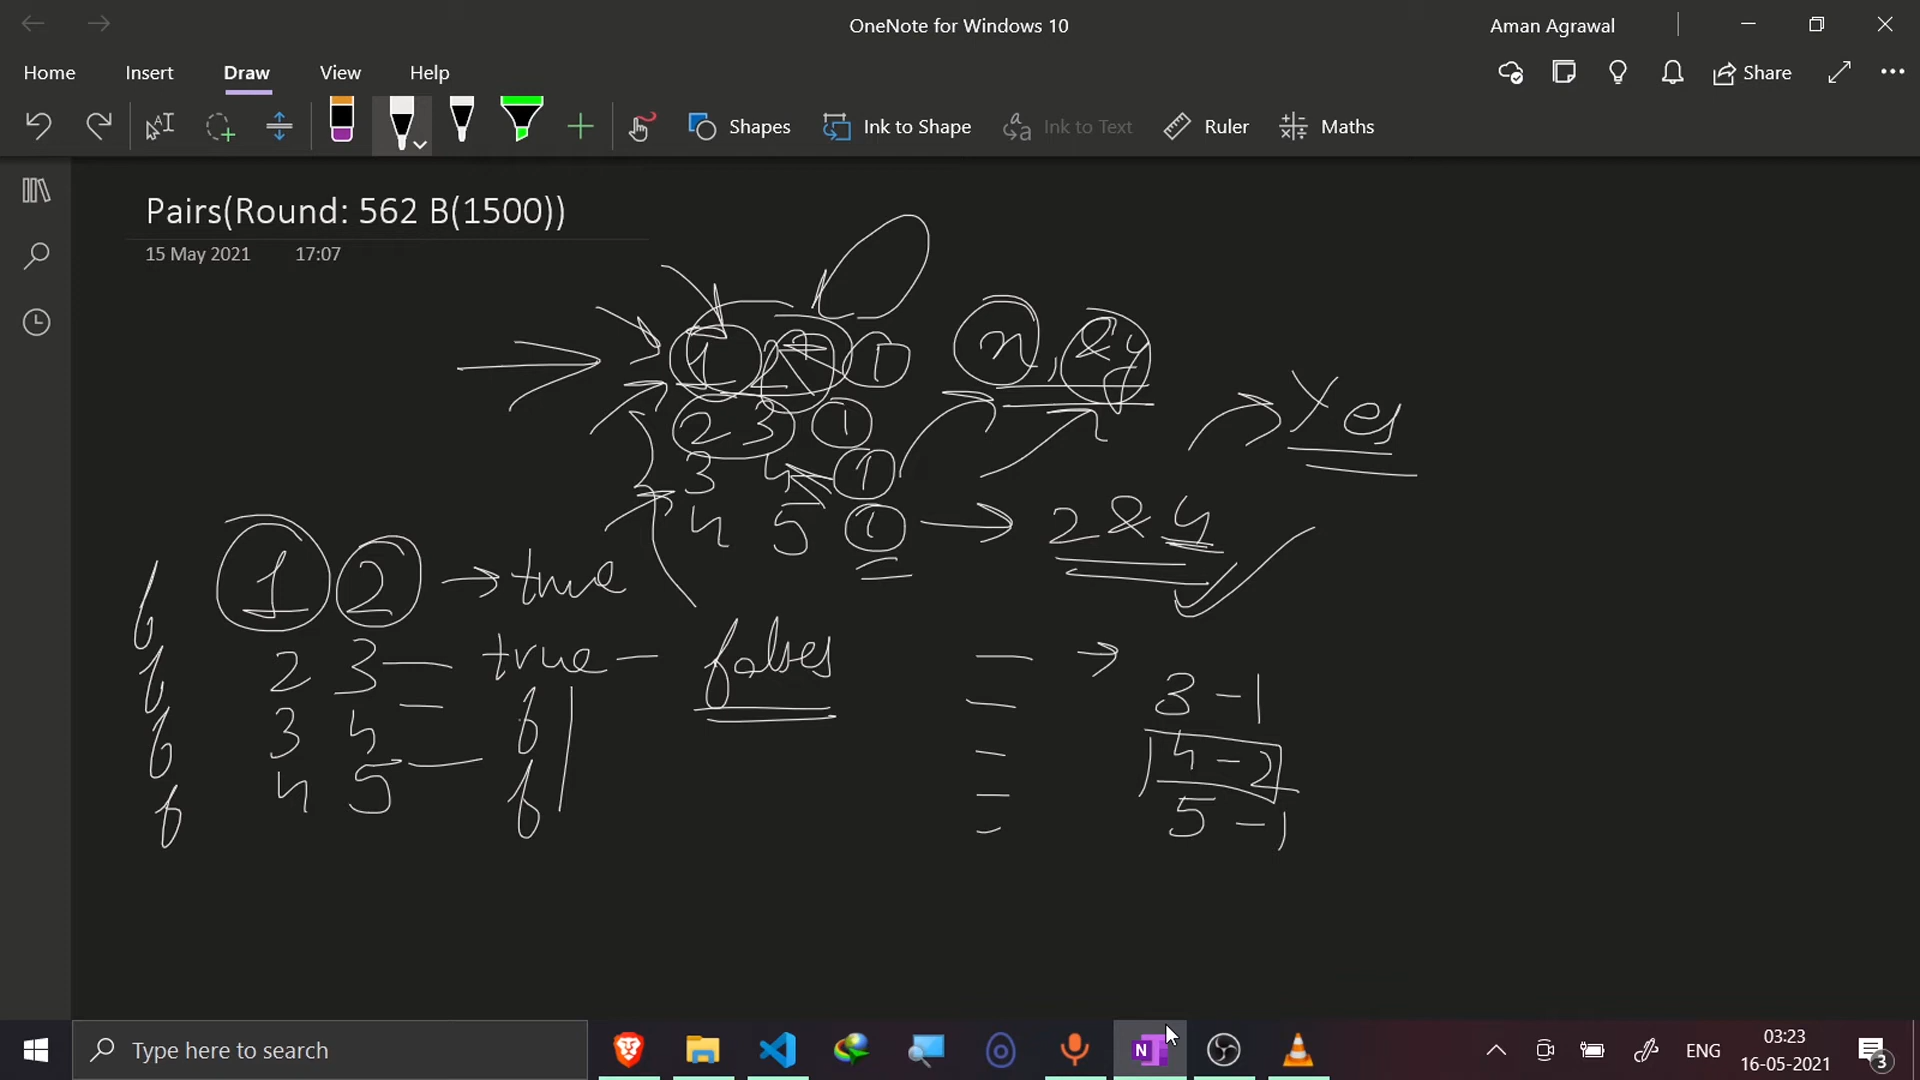 OneNote for Windows 10
Aman Agrawal
Home Insert Draw View Help
Share
Shapes Ink to Shape Ink to Text Ruler Maths
Pairs(Round: 562 B(1500))
15 May 2021 17:07
1 2 1 x, & y
2 3 1 Yes
3 4 1
4 5 1 → 2 & 4
f 1 2 → true
f 2 3 — true — falses — →
3 - 1
f 3 4 — f
4 - 2
f 4 5 — f
5 - 1
Type here to search
N
ENG
03:23
16-05-2021
3